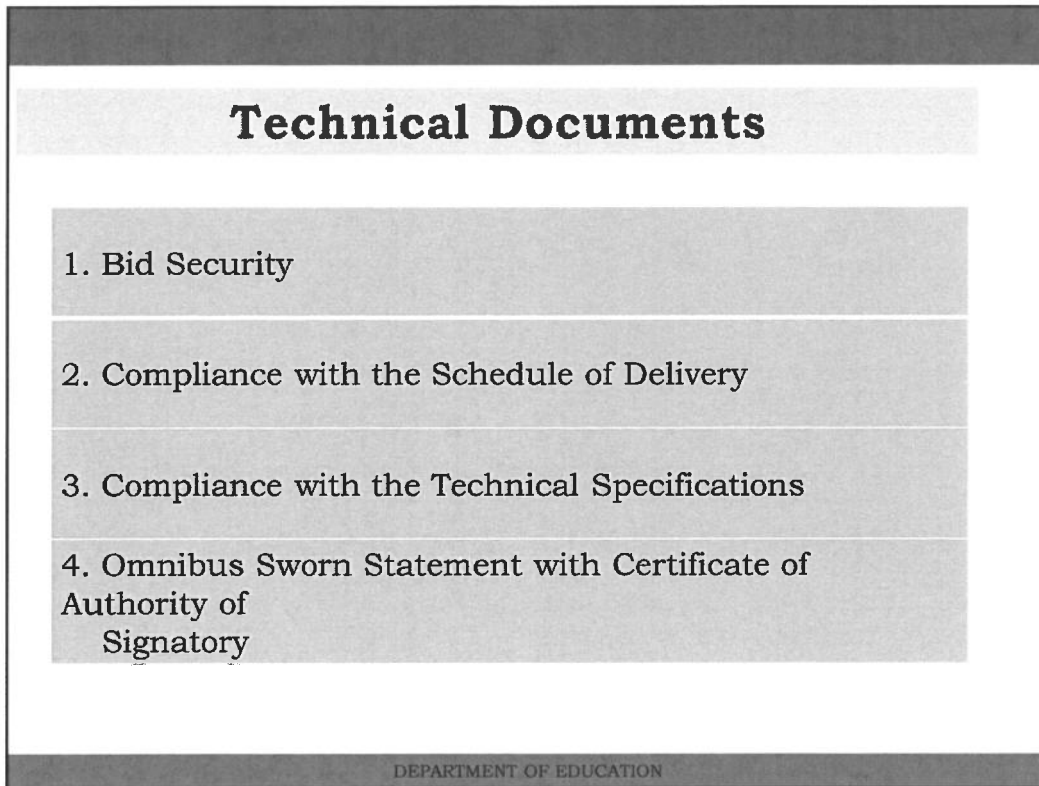 Technical Documents
1. Bid Security
2. Compliance with the Schedule of Delivery
3. Compliance with the Technical Specifications
4. Omnibus Sworn Statement with Certificate of
Authority of
Signatory
DEPARTMENT OF EDUCATION